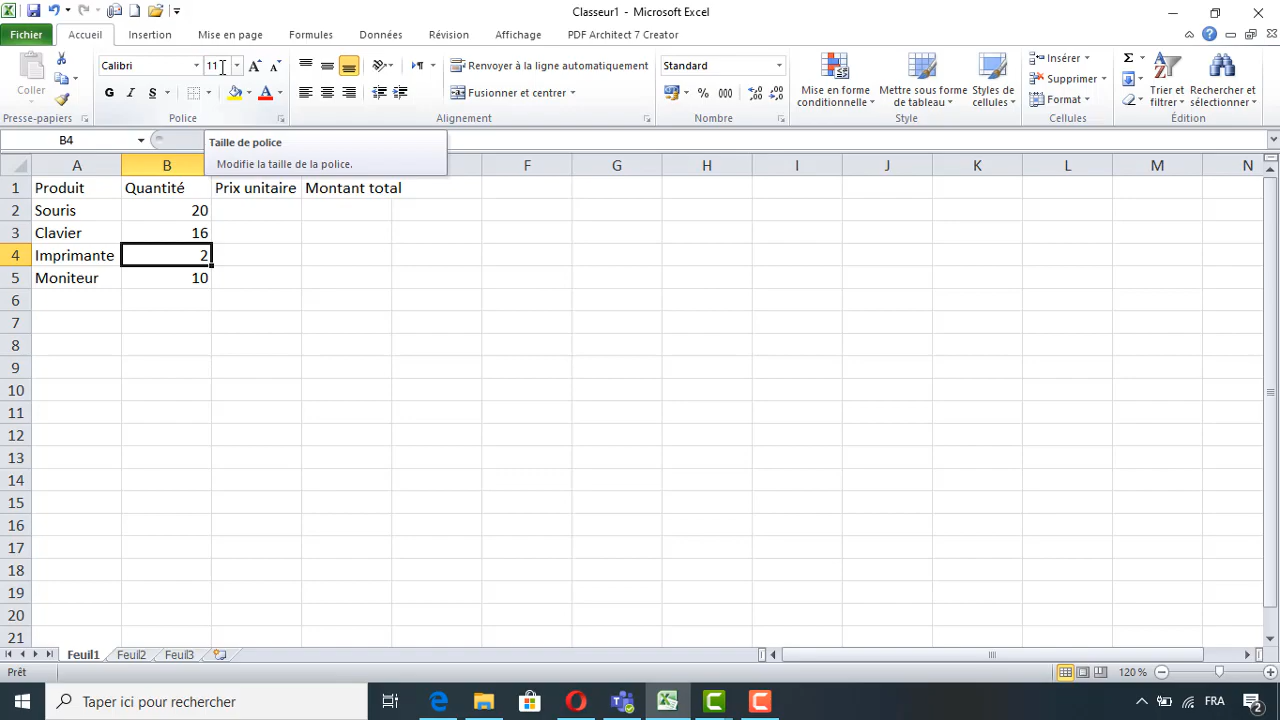 Classeur1 - Microsoft Excel
Fichier Accueil Insertion Mise en page Formules Données Révision Affichage PDF Architect 7 Creator
Coller
Calibri 11
G I S
Renvoyer à la ligne automatiquement
Fusionner et centrer
Standard
% 000
Mise en forme conditionnelle
Mettre sous forme de tableau
Styles de cellules
Insérer
Supprimer
Format
Σ
Trier et filtrer
Rechercher et sélectionner
Presse-papiers Police Alignement Nombre Style Cellules Édition
B4
Taille de police
Modifie la taille de la police.
A B F G H I J K L M N
1 Produit Quantité Prix unitaire Montant total
2 Souris 20
3 Clavier 16
4 Imprimante 2
5 Moniteur 10
6
7
8
9
10
11
12
13
14
15
16
17
18
19
20
21
Feuil1 Feuil2 Feuil3
Prêt 120 %
Taper ici pour rechercher FRA 2